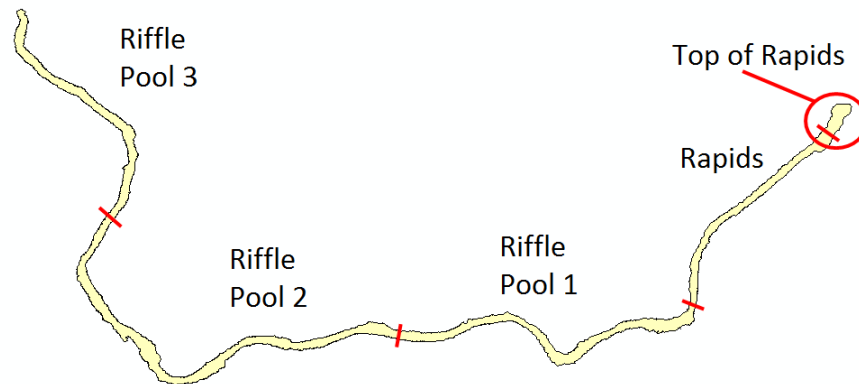 Riffle
Pool 3
Top of Rapids
Rapids
Riffle
Pool 2
Riffle
Pool 1